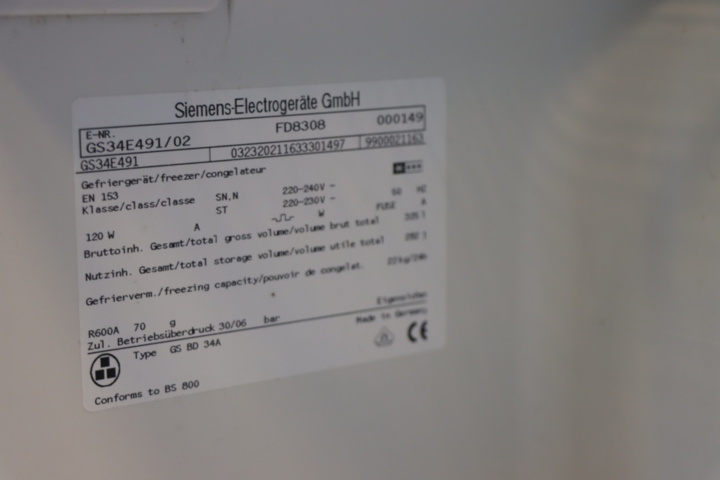 Siemens-Electrogeräte GmbH
E-NR. GS34E491/02 FD8308 000149
GS34E491 032320211633301497 9900021163
Gefriergerät/freezer/congelateur
EN 153 SN,N 220-240V ~ 50 HZ
Klasse/class/classe ST 220-230V ~ FUSE A
120 W A W
Bruttoinh. Gesamt/total gross volume/volume brut total
Nutzinh. Gesamt/total storage volume/volume utile total
Gefrierverm./freezing capacity/pouvoir de congelat.
R600A 70 g
Zul. Betriebsüberdruck 30/06 bar
Type GS BD 34A Made in Germany
CE
Conforms to BS 800